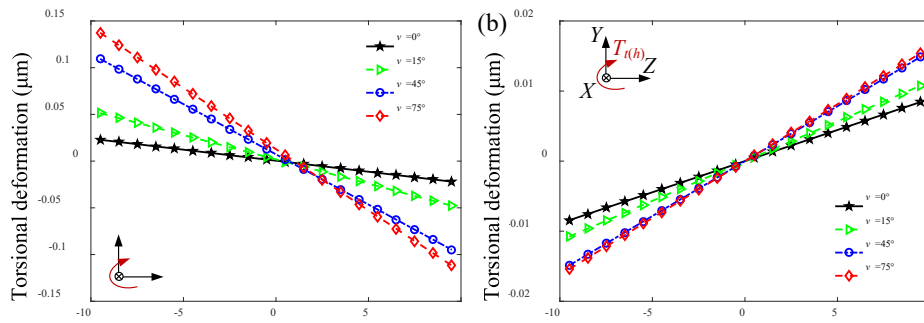 Torsional deformation (μm)
0.15
0.1
0.05
0
-0.05
-0.1
-0.15
-10
-5
0
5
v =0°
v =15°
v =45°
v =75°
(b)
Torsional deformation (μm)
0.02
0.01
0
-0.01
-0.02
-10
-5
0
5
Y
T t(h)
X
Z
v =0°
v =15°
v =45°
v =75°